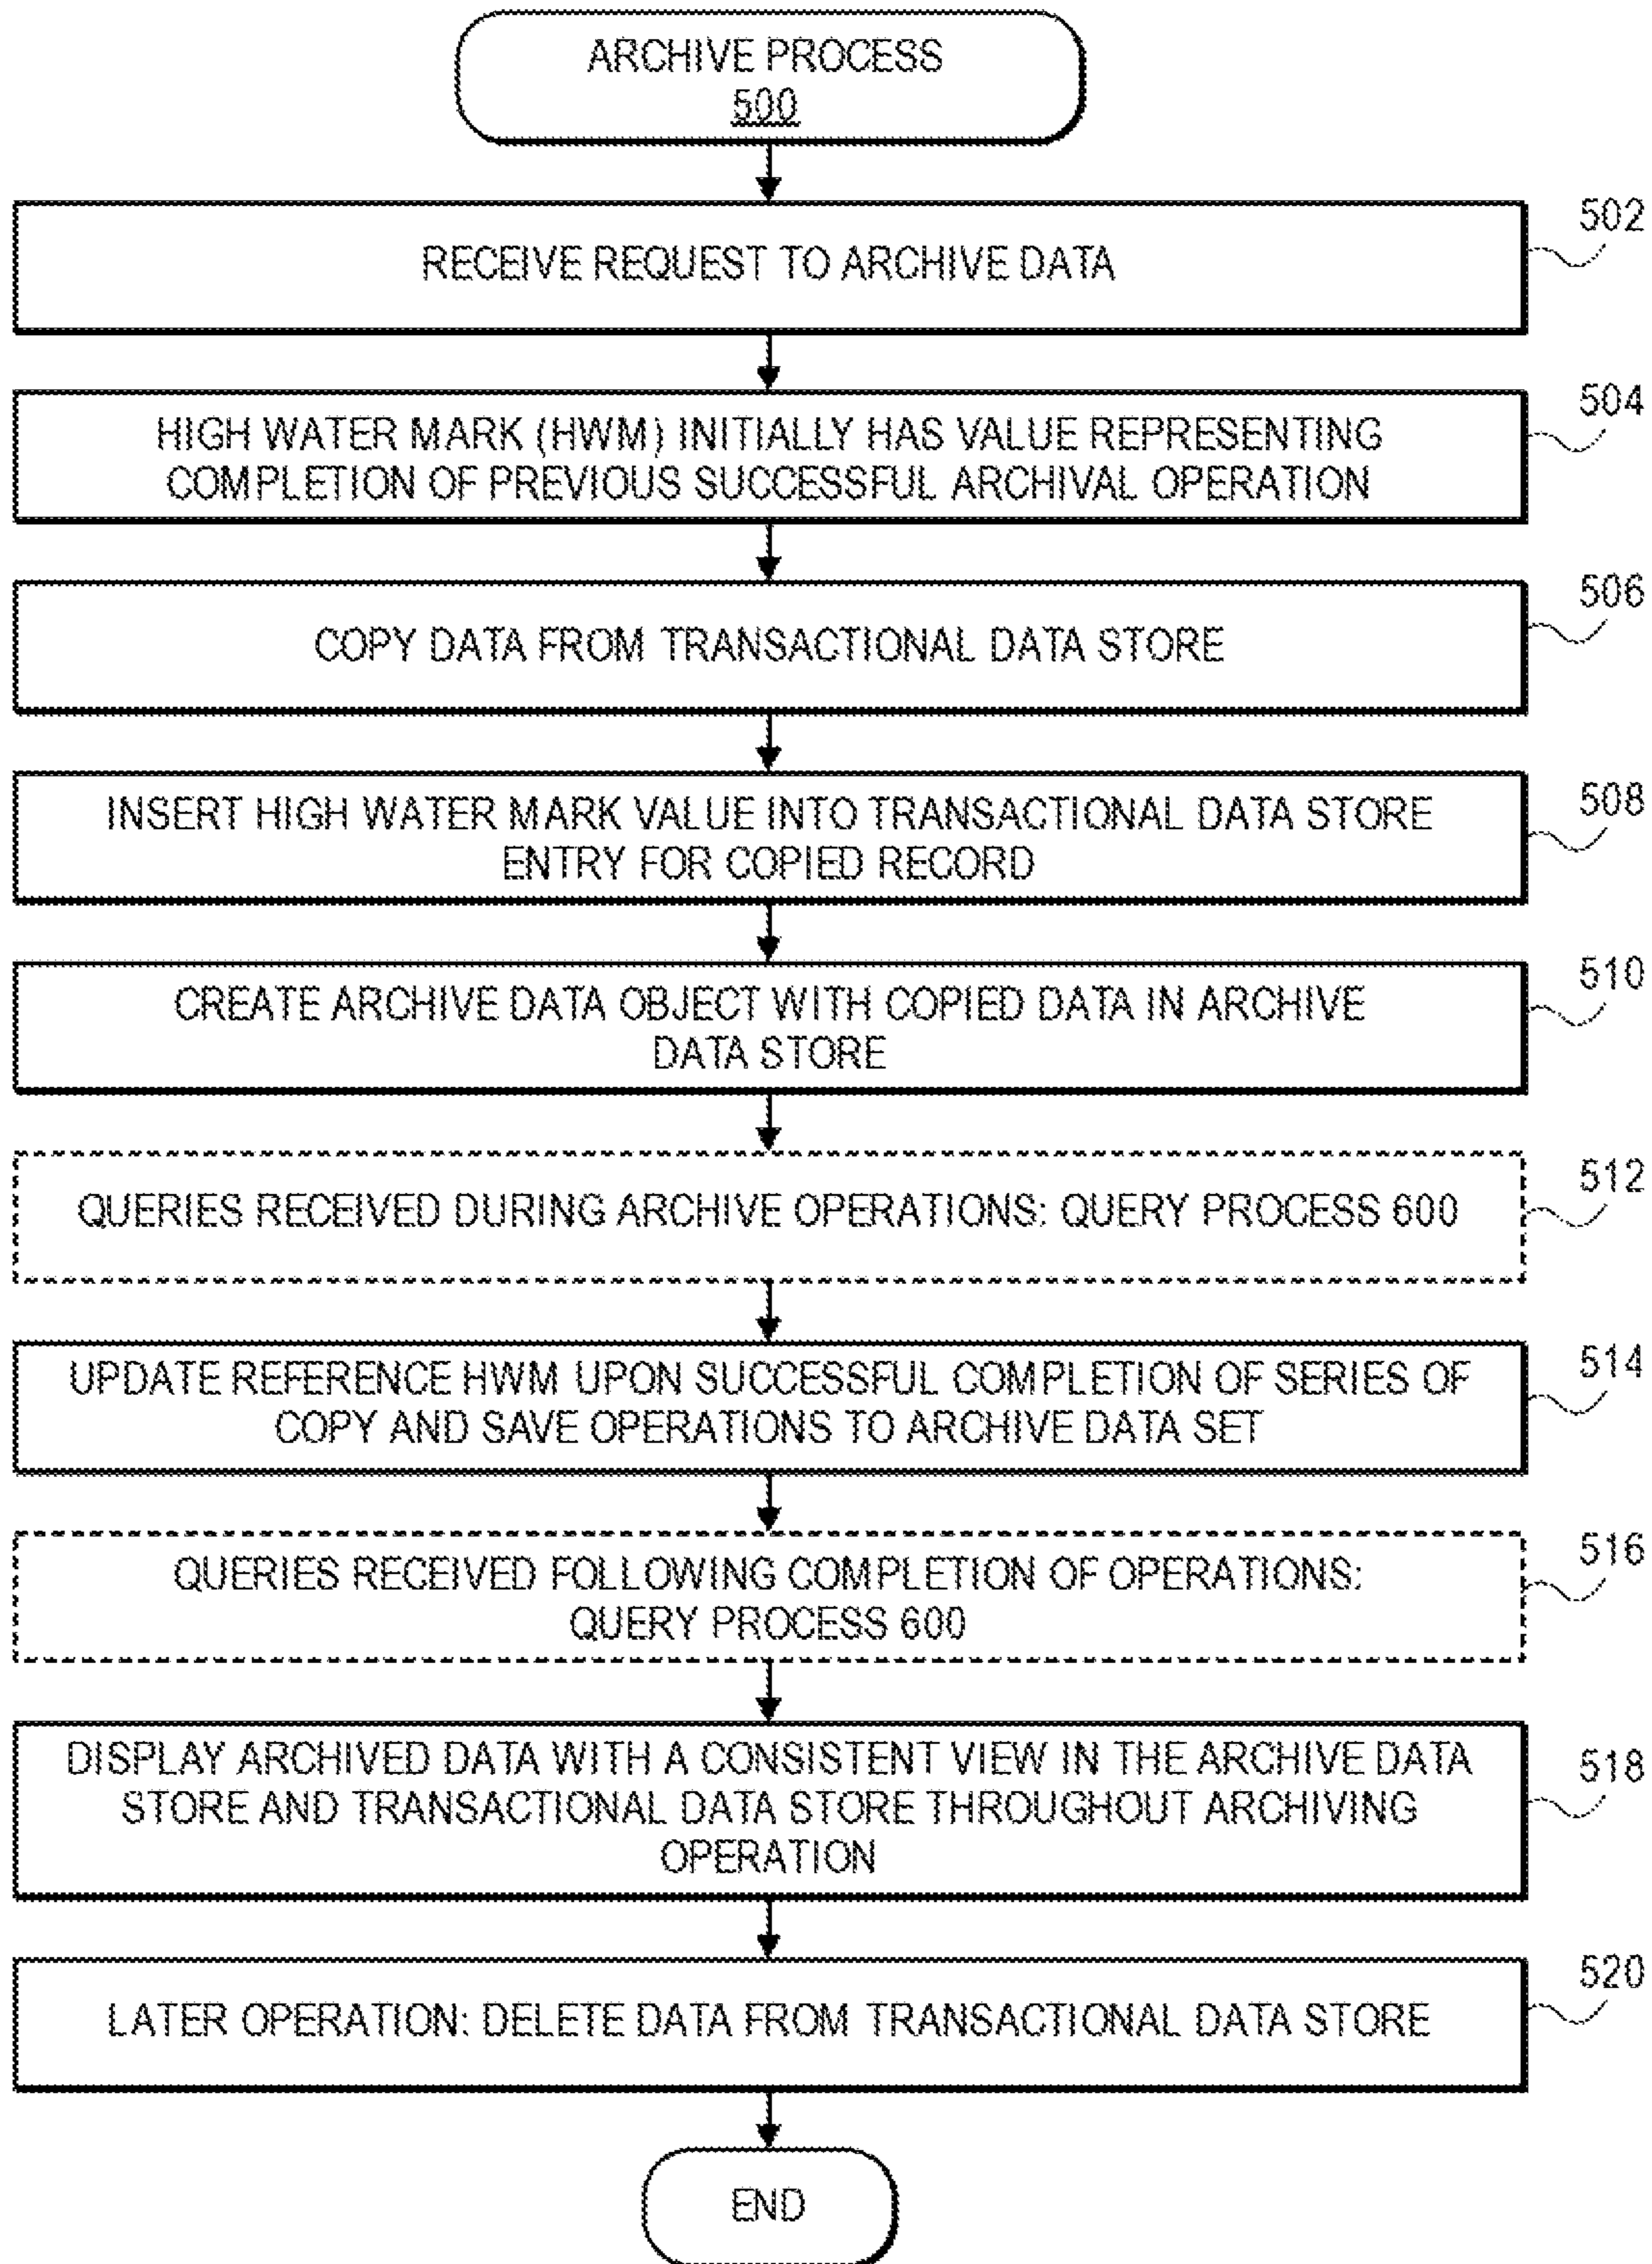 ARCHIVE PROCESS
500
502
RECEIVE REQUEST TO ARCHIVE DATA
504
HIGH WATER MARK (HWM) INITIALLY HAS VALUE REPRESENTING
COMPLETION OF PREVIOUS SUCCESSFUL ARCHIVAL OPERATION
506
COPY DATA FROM TRANSACTIONAL DATA STORE
508
INSERT HIGH WATER MARK VALUE INTO TRANSACTIONAL DATA STORE
ENTRY FOR COPIED RECORD
510
CREATE ARCHIVE DATA OBJECT WITH COPIED DATA IN ARCHIVE
DATA STORE
512
QUERIES RECEIVED DURING ARCHIVE OPERATIONS: QUERY PROCESS 600
514
UPDATE REFERENCE HWM UPON SUCCESSFUL COMPLETION OF SERIES OF
COPY AND SAVE OPERATIONS TO ARCHIVE DATA SET
516
QUERIES RECEIVED FOLLOWING COMPLETION OF OPERATIONS:
QUERY PROCESS 600
518
DISPLAY ARCHIVED DATA WITH A CONSISTENT VIEW IN THE ARCHIVE DATA
STORE AND TRANSACTIONAL DATA STORE THROUGHOUT ARCHIVING
OPERATION
520
LATER OPERATION: DELETE DATA FROM TRANSACTIONAL DATA STORE
END